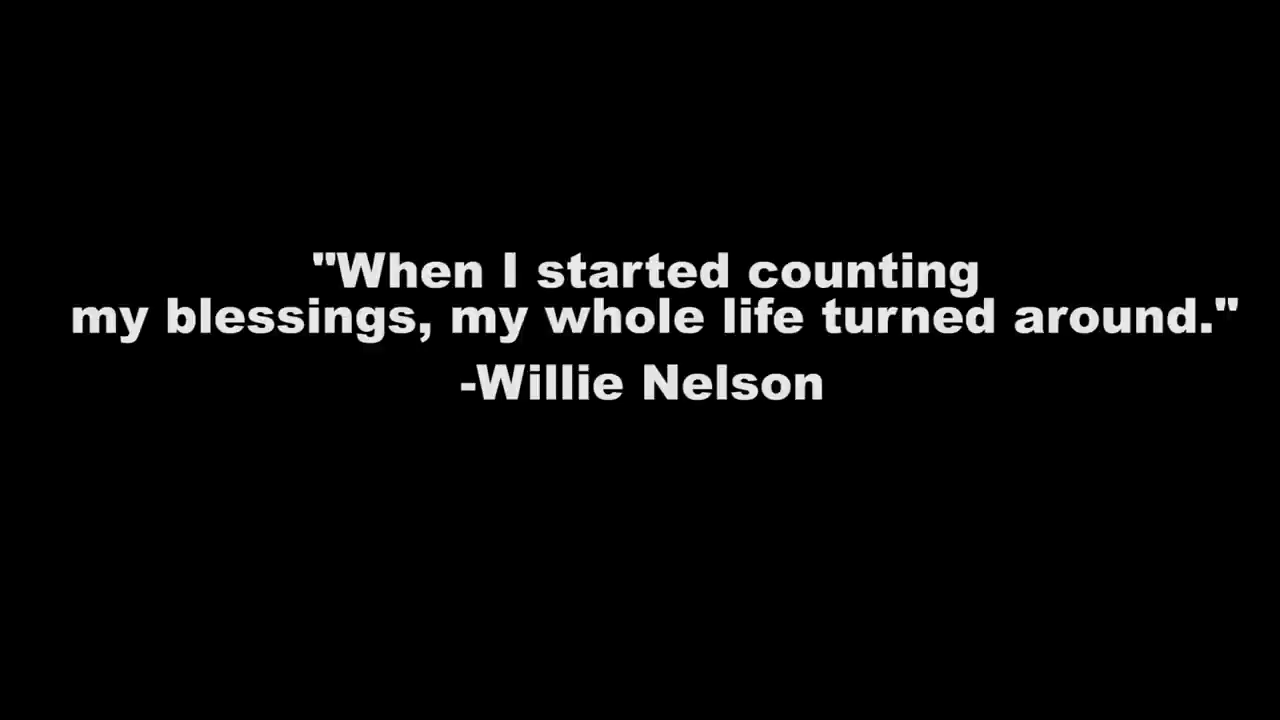 "When I started counting
my blessings, my whole life turned around."
-Willie Nelson